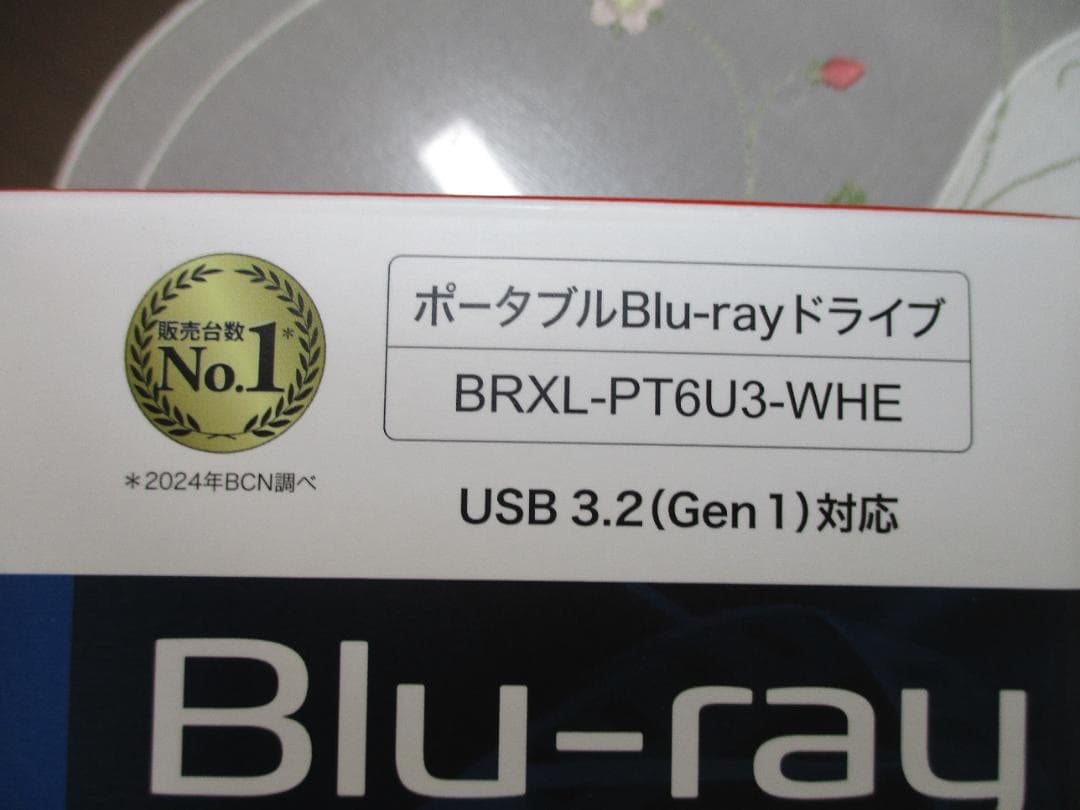 販売台数
No.1*
*2024年BCN調べ
ポータブルBlu-rayドライブ
BRXL-PT6U3-WHE
USB 3.2(Gen1)対応
Blu-ray